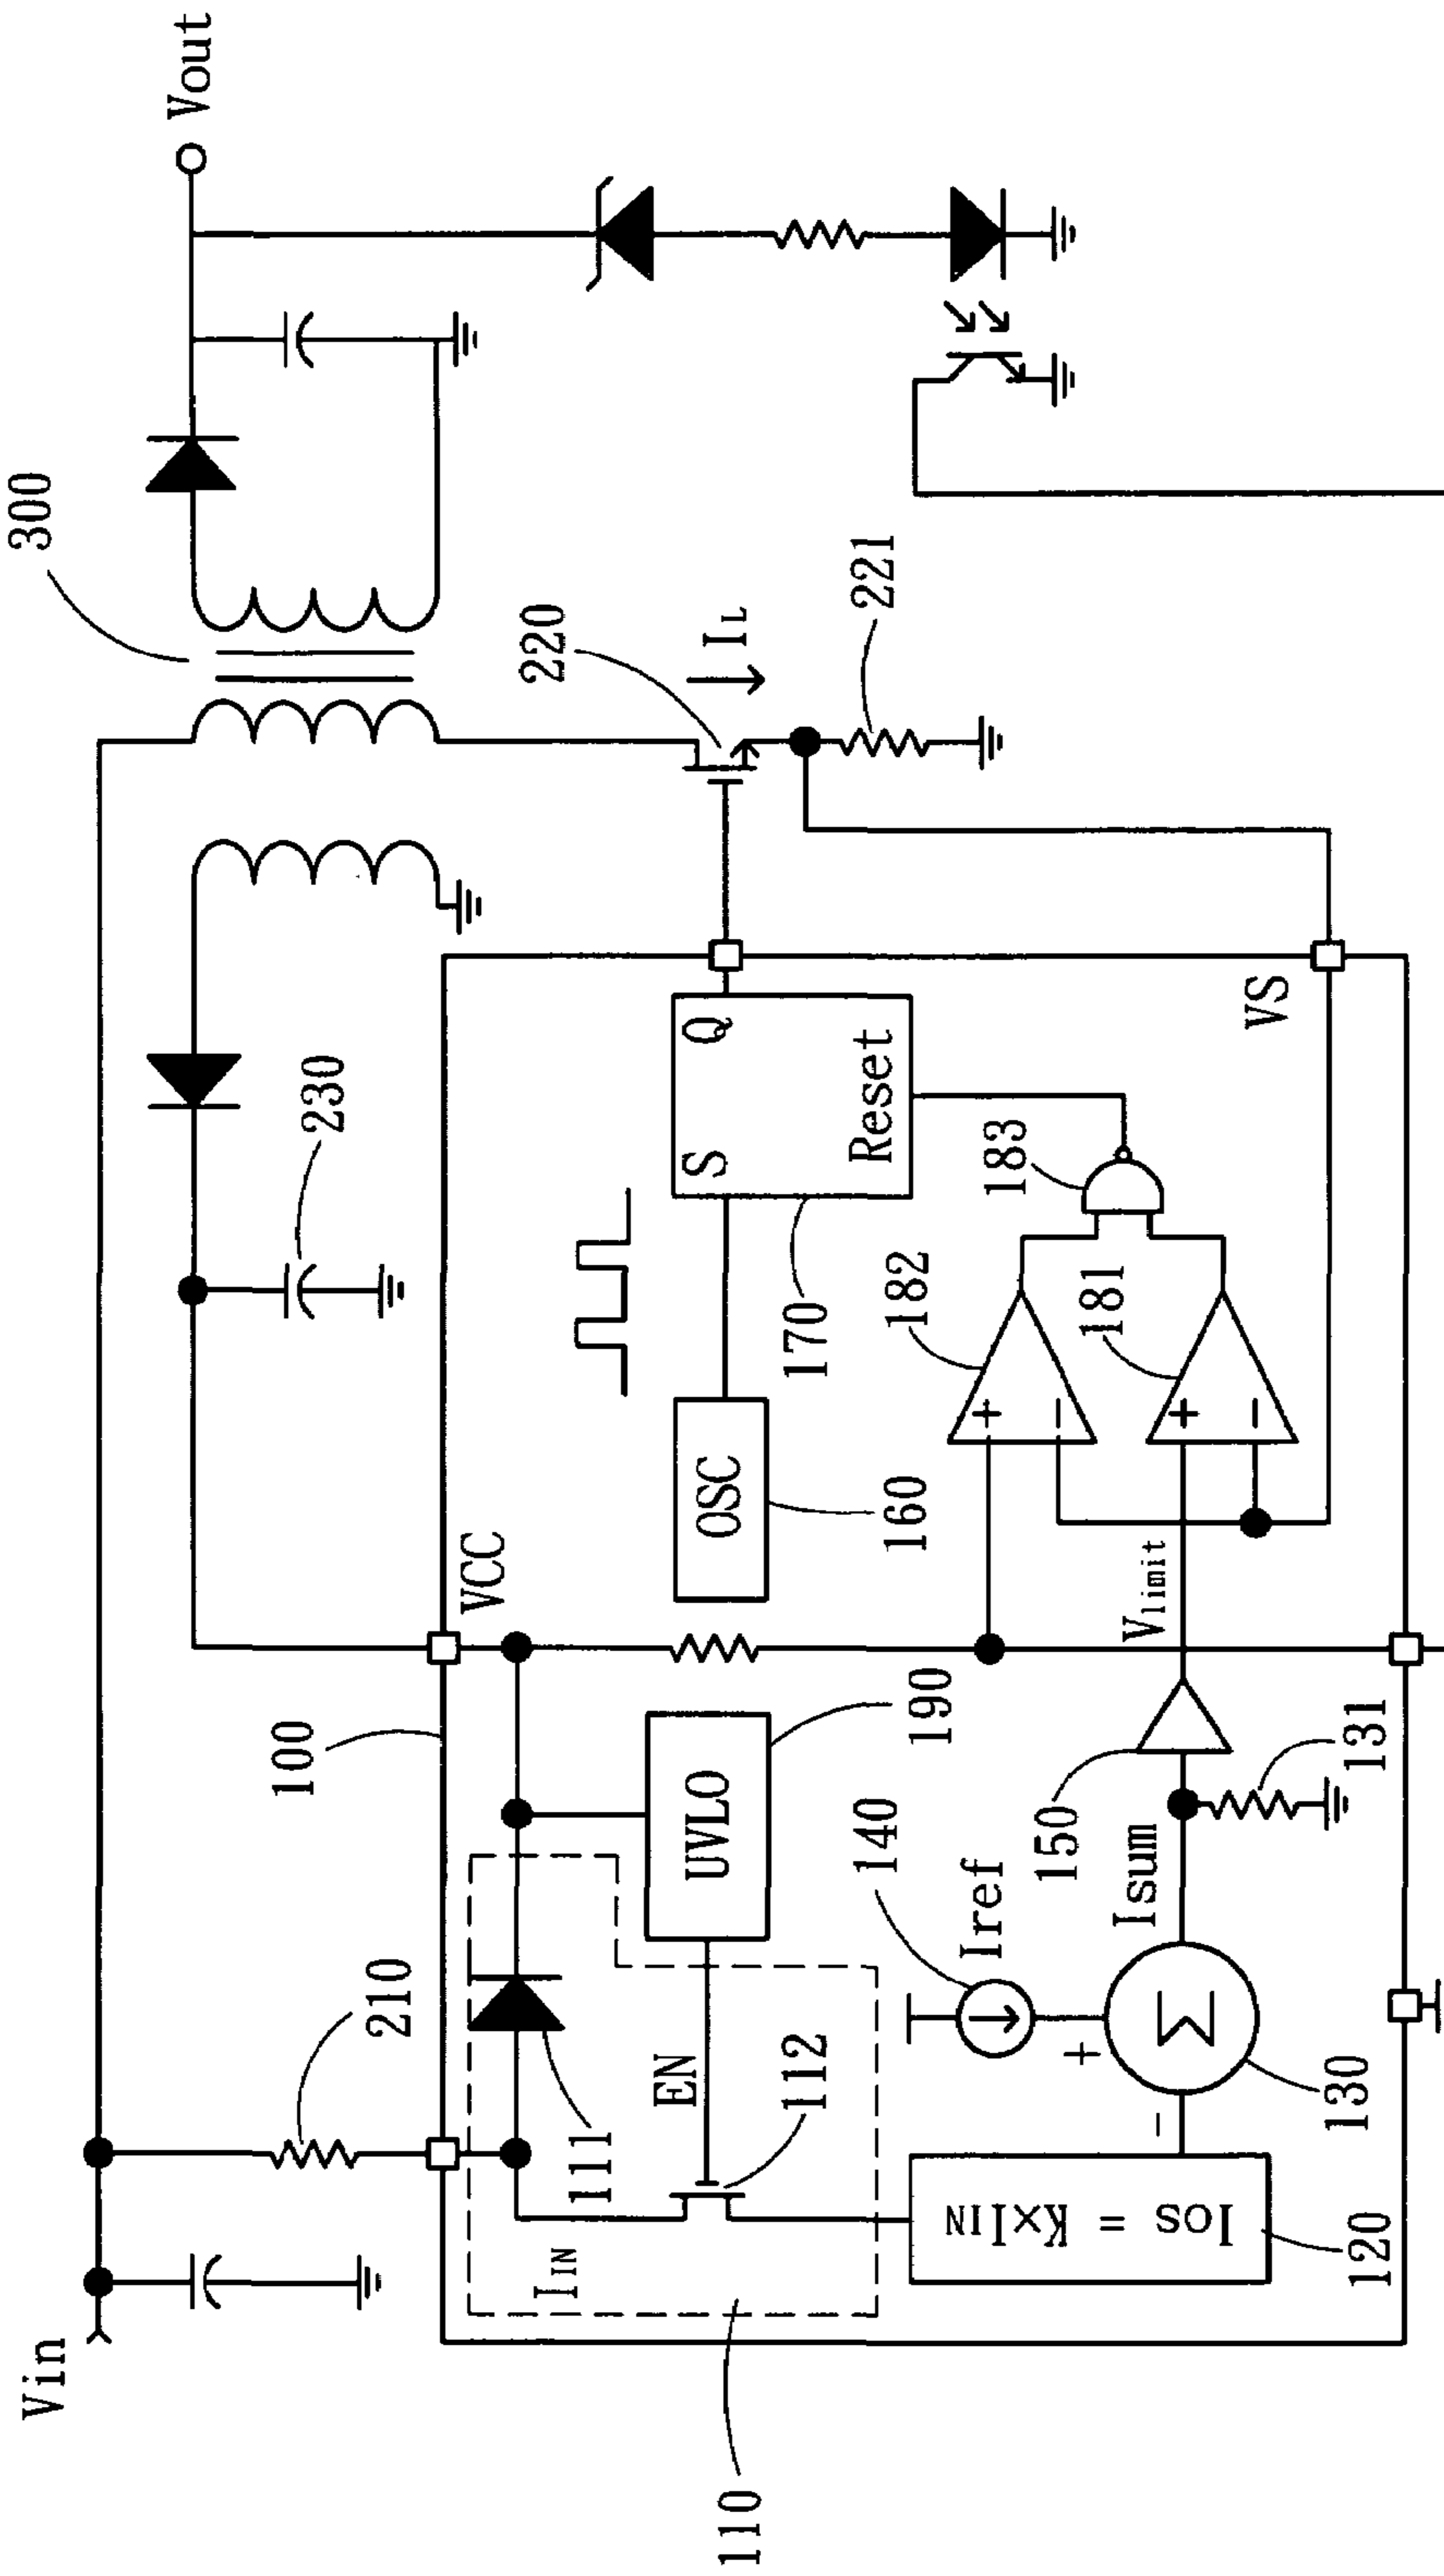 Vin
300
Vout
210
100
VCC
230
220
IL
221
110
IIN
111
EN
112
UVLO
190
OSC
160
S
Q
Reset
170
IOS = KxIIN
120
140
Iref
+
-
Σ
130
Isum
150
131
Vlimit
182
+
-
181
+
-
183
VS